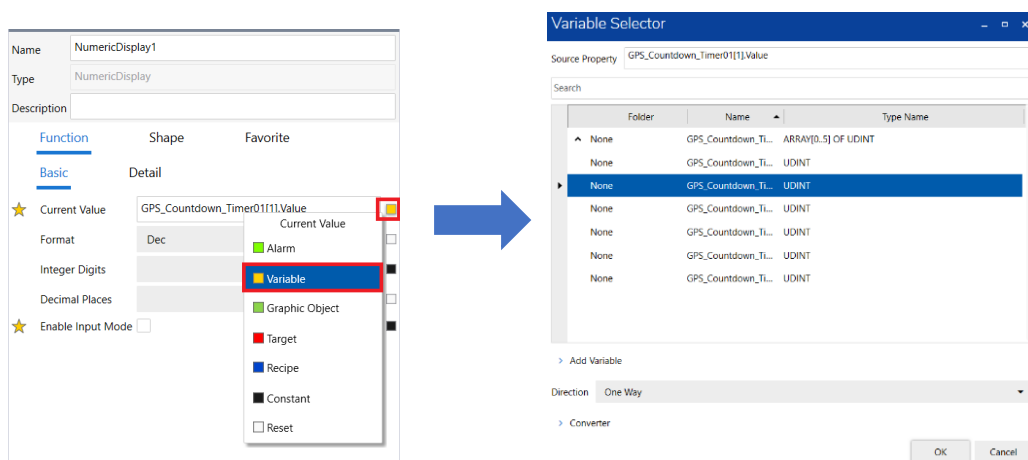 Name NumericDisplay1
Type NumericDisplay
Description
Function Shape Favorite
Basic Detail
Current Value GPS_Countdown_Timer01[1].Value
Format Dec
Integer Digits
Decimal Places
Enable Input Mode
Current Value
Alarm
Variable
Graphic Object
Target
Recipe
Constant
Reset
Variable Selector
Source Property GPS_Countdown_Timer01[1].Value
Search
Folder Name Type Name
None GPS_Countdown_Ti... ARRAY[0..5] OF UDINT
None GPS_Countdown_Ti... UDINT
None GPS_Countdown_Ti... UDINT
None GPS_Countdown_Ti... UDINT
None GPS_Countdown_Ti... UDINT
None GPS_Countdown_Ti... UDINT
None GPS_Countdown_Ti... UDINT
Add Variable
Direction One Way
Converter
OK Cancel